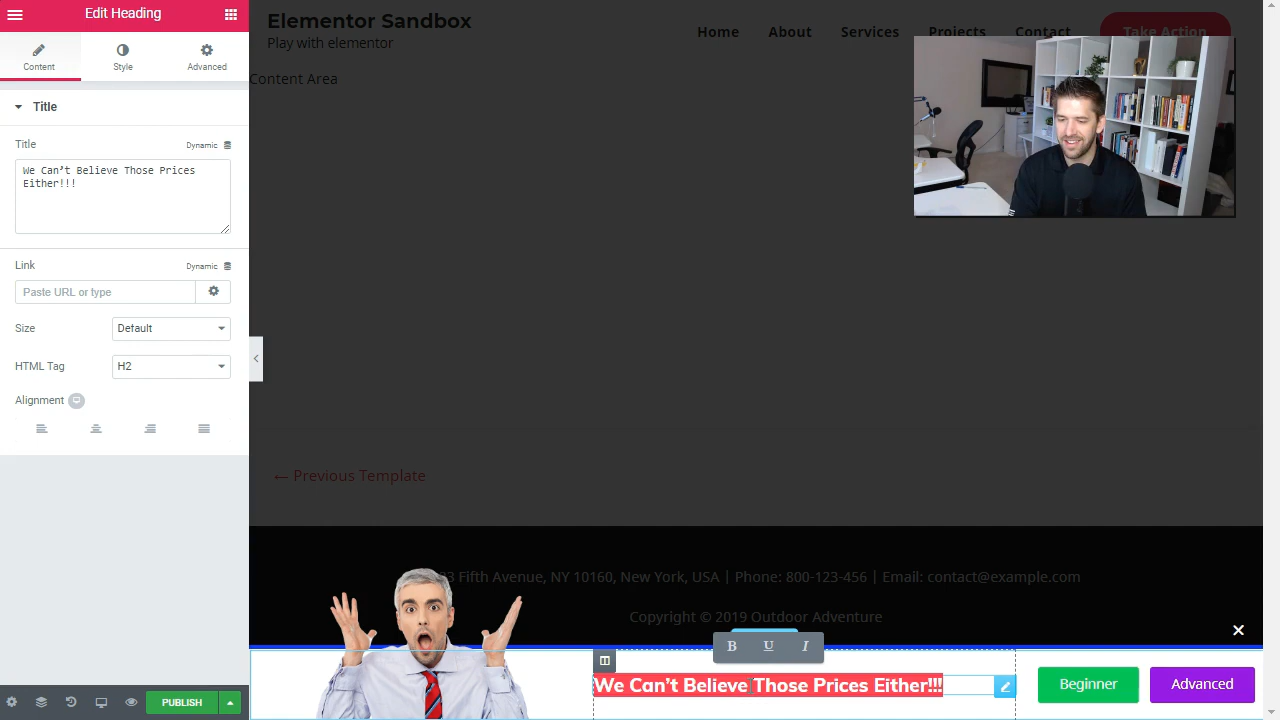 Edit Heading
Content
Style
Advanced
Title
Title
Dynamic
We Can’t Believe Those Prices
Either!!!
Link
Dynamic
Paste URL or type
Size
Default
HTML Tag
H2
Alignment
PUBLISH
Elementor Sandbox
Play with elementor
Home
About
Services
Projects
Contact
Take Action
Content Area
← Previous Template
3 Fifth Avenue, NY 10160, New York, USA | Phone: 800-123-456 | Email: contact@example.com
Copyright © 2019 Outdoor Adventure
B U I
We Can’t Believe Those Prices Either!!!
Beginner
Advanced